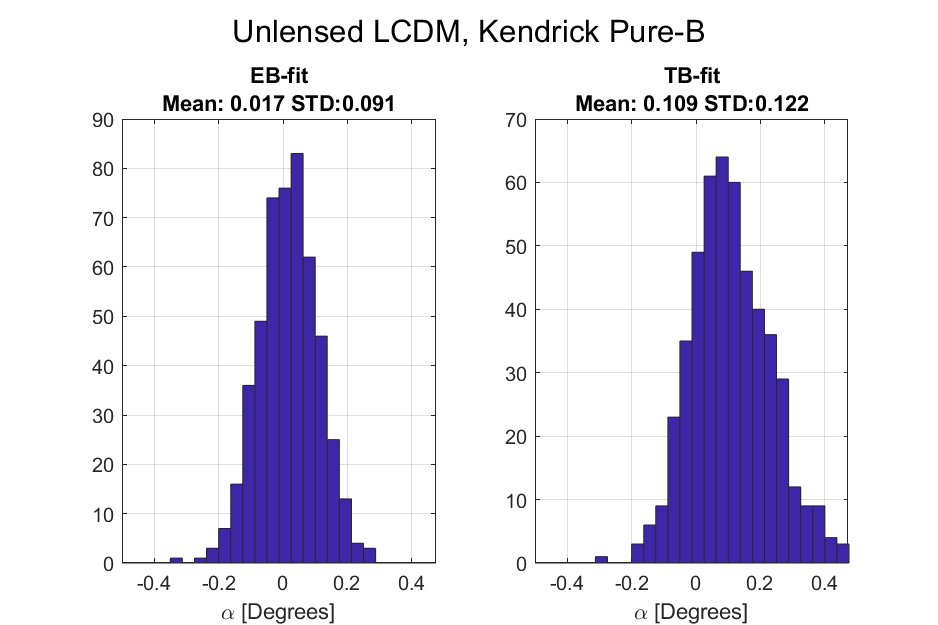 Unlensed LCDM, Kendrick Pure-B
EB-fit
Mean: 0.017 STD:0.091
90
80
70
60
50
40
30
20
10
0
-0.4 -0.2 0 0.2 0.4
α [Degrees]
TB-fit
Mean: 0.109 STD:0.122
70
60
50
40
30
20
10
0
-0.4 -0.2 0 0.2 0.4
α [Degrees]